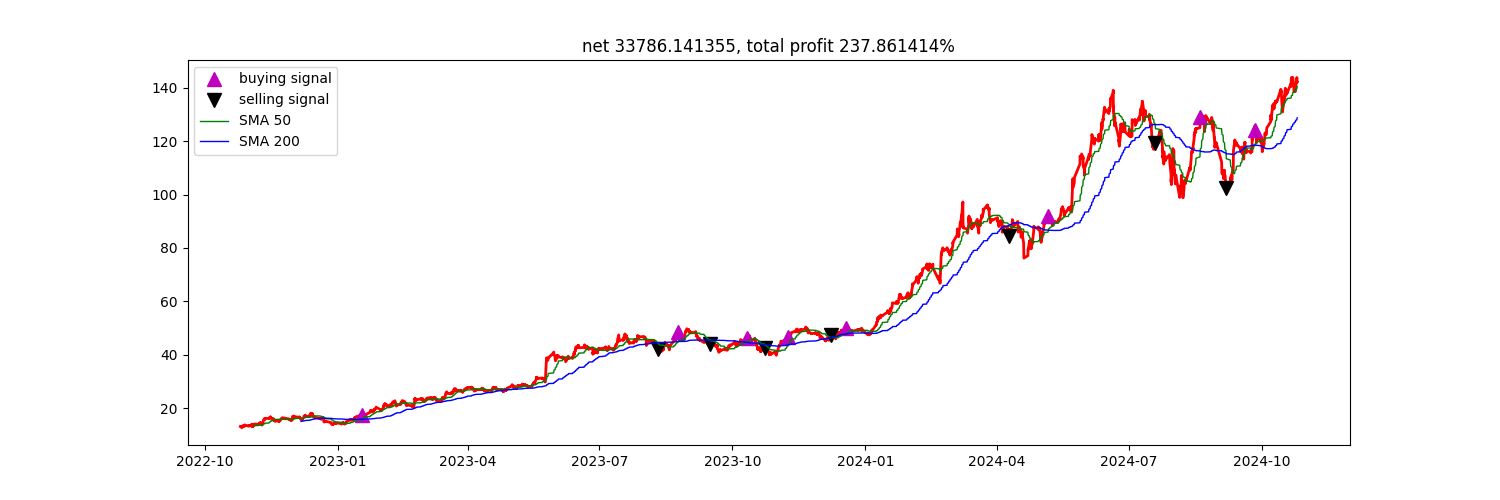 net 33786.141355, total profit 237.861414%
buying signal
selling signal
SMA 50
SMA 200
140
120
100
80
60
40
20
2022-10 2023-01 2023-04 2023-07 2023-10 2024-01 2024-04 2024-07 2024-10